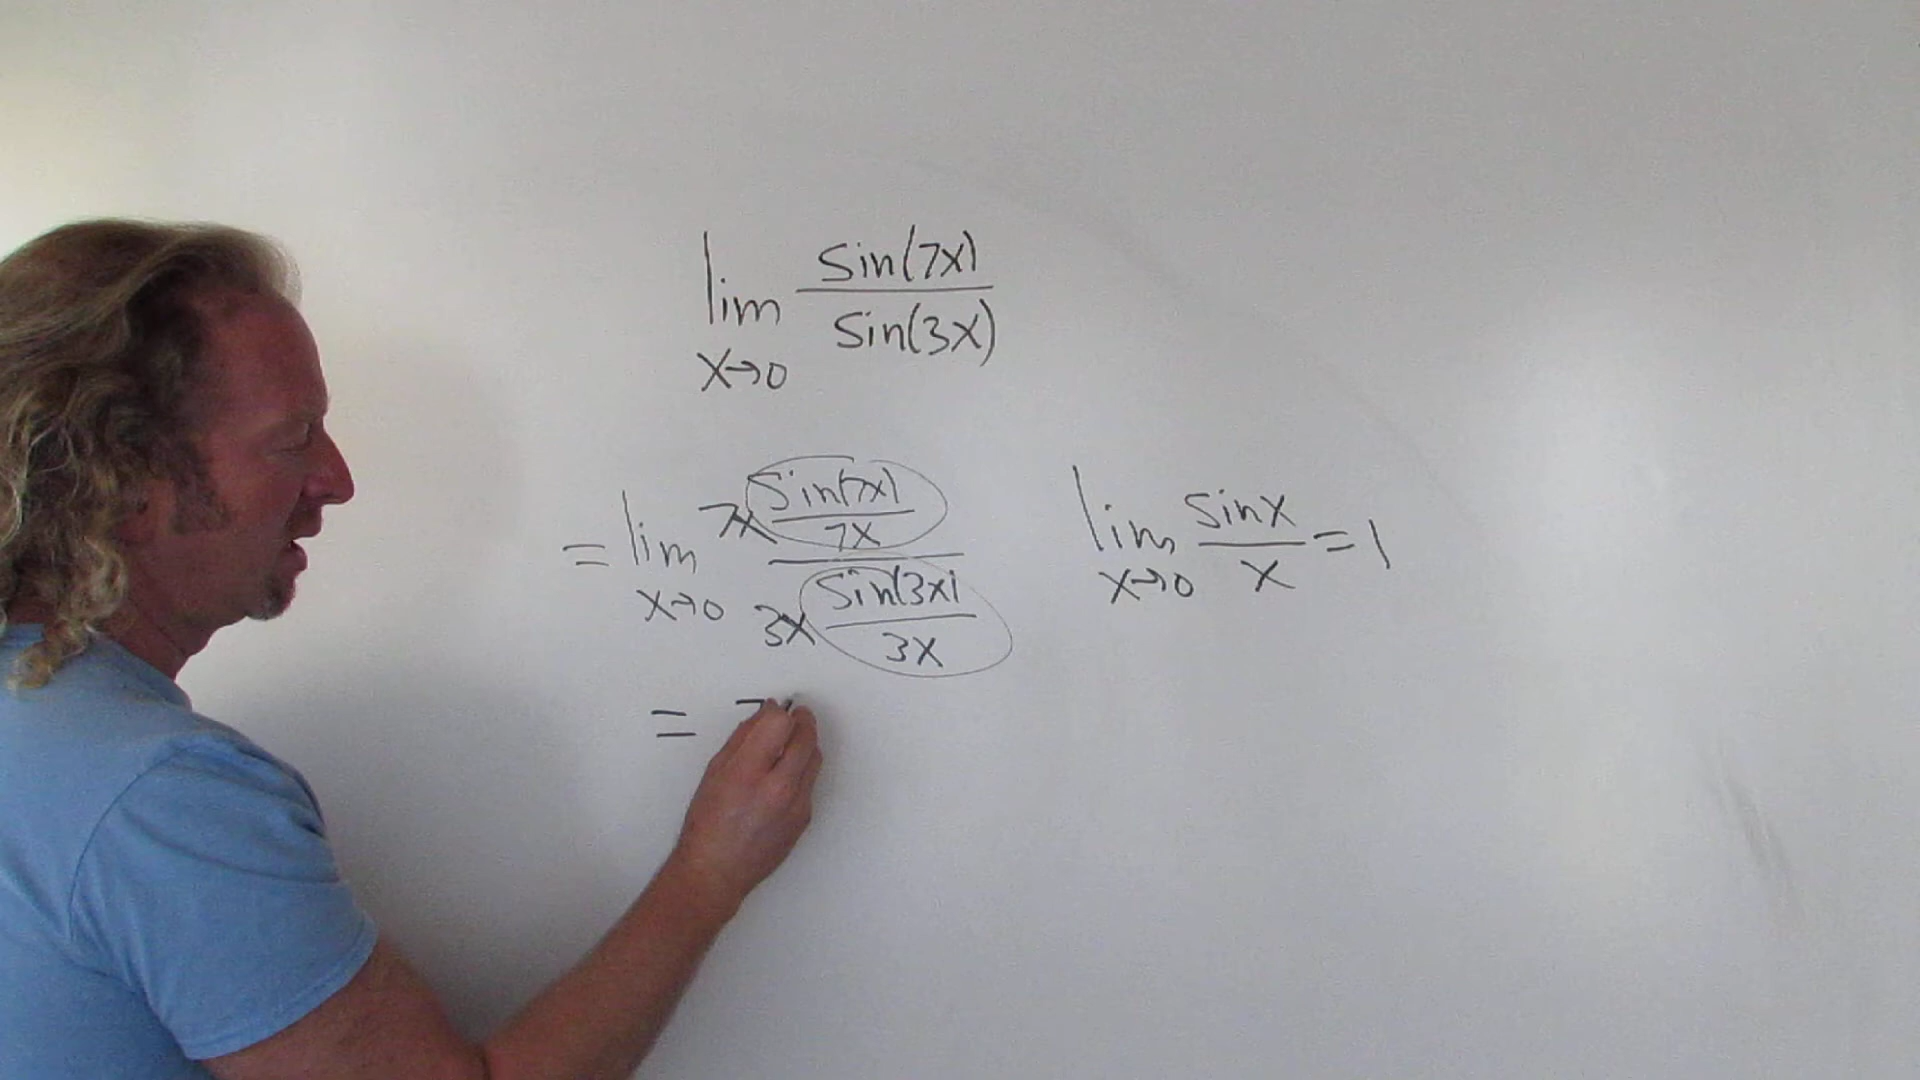 lim sin(7x)
x→0 sin(3x)
= lim 7x sin(7x)
7x
x→0 3x sin(3x)
3x
lim sinx = 1
x→0 x
= 7